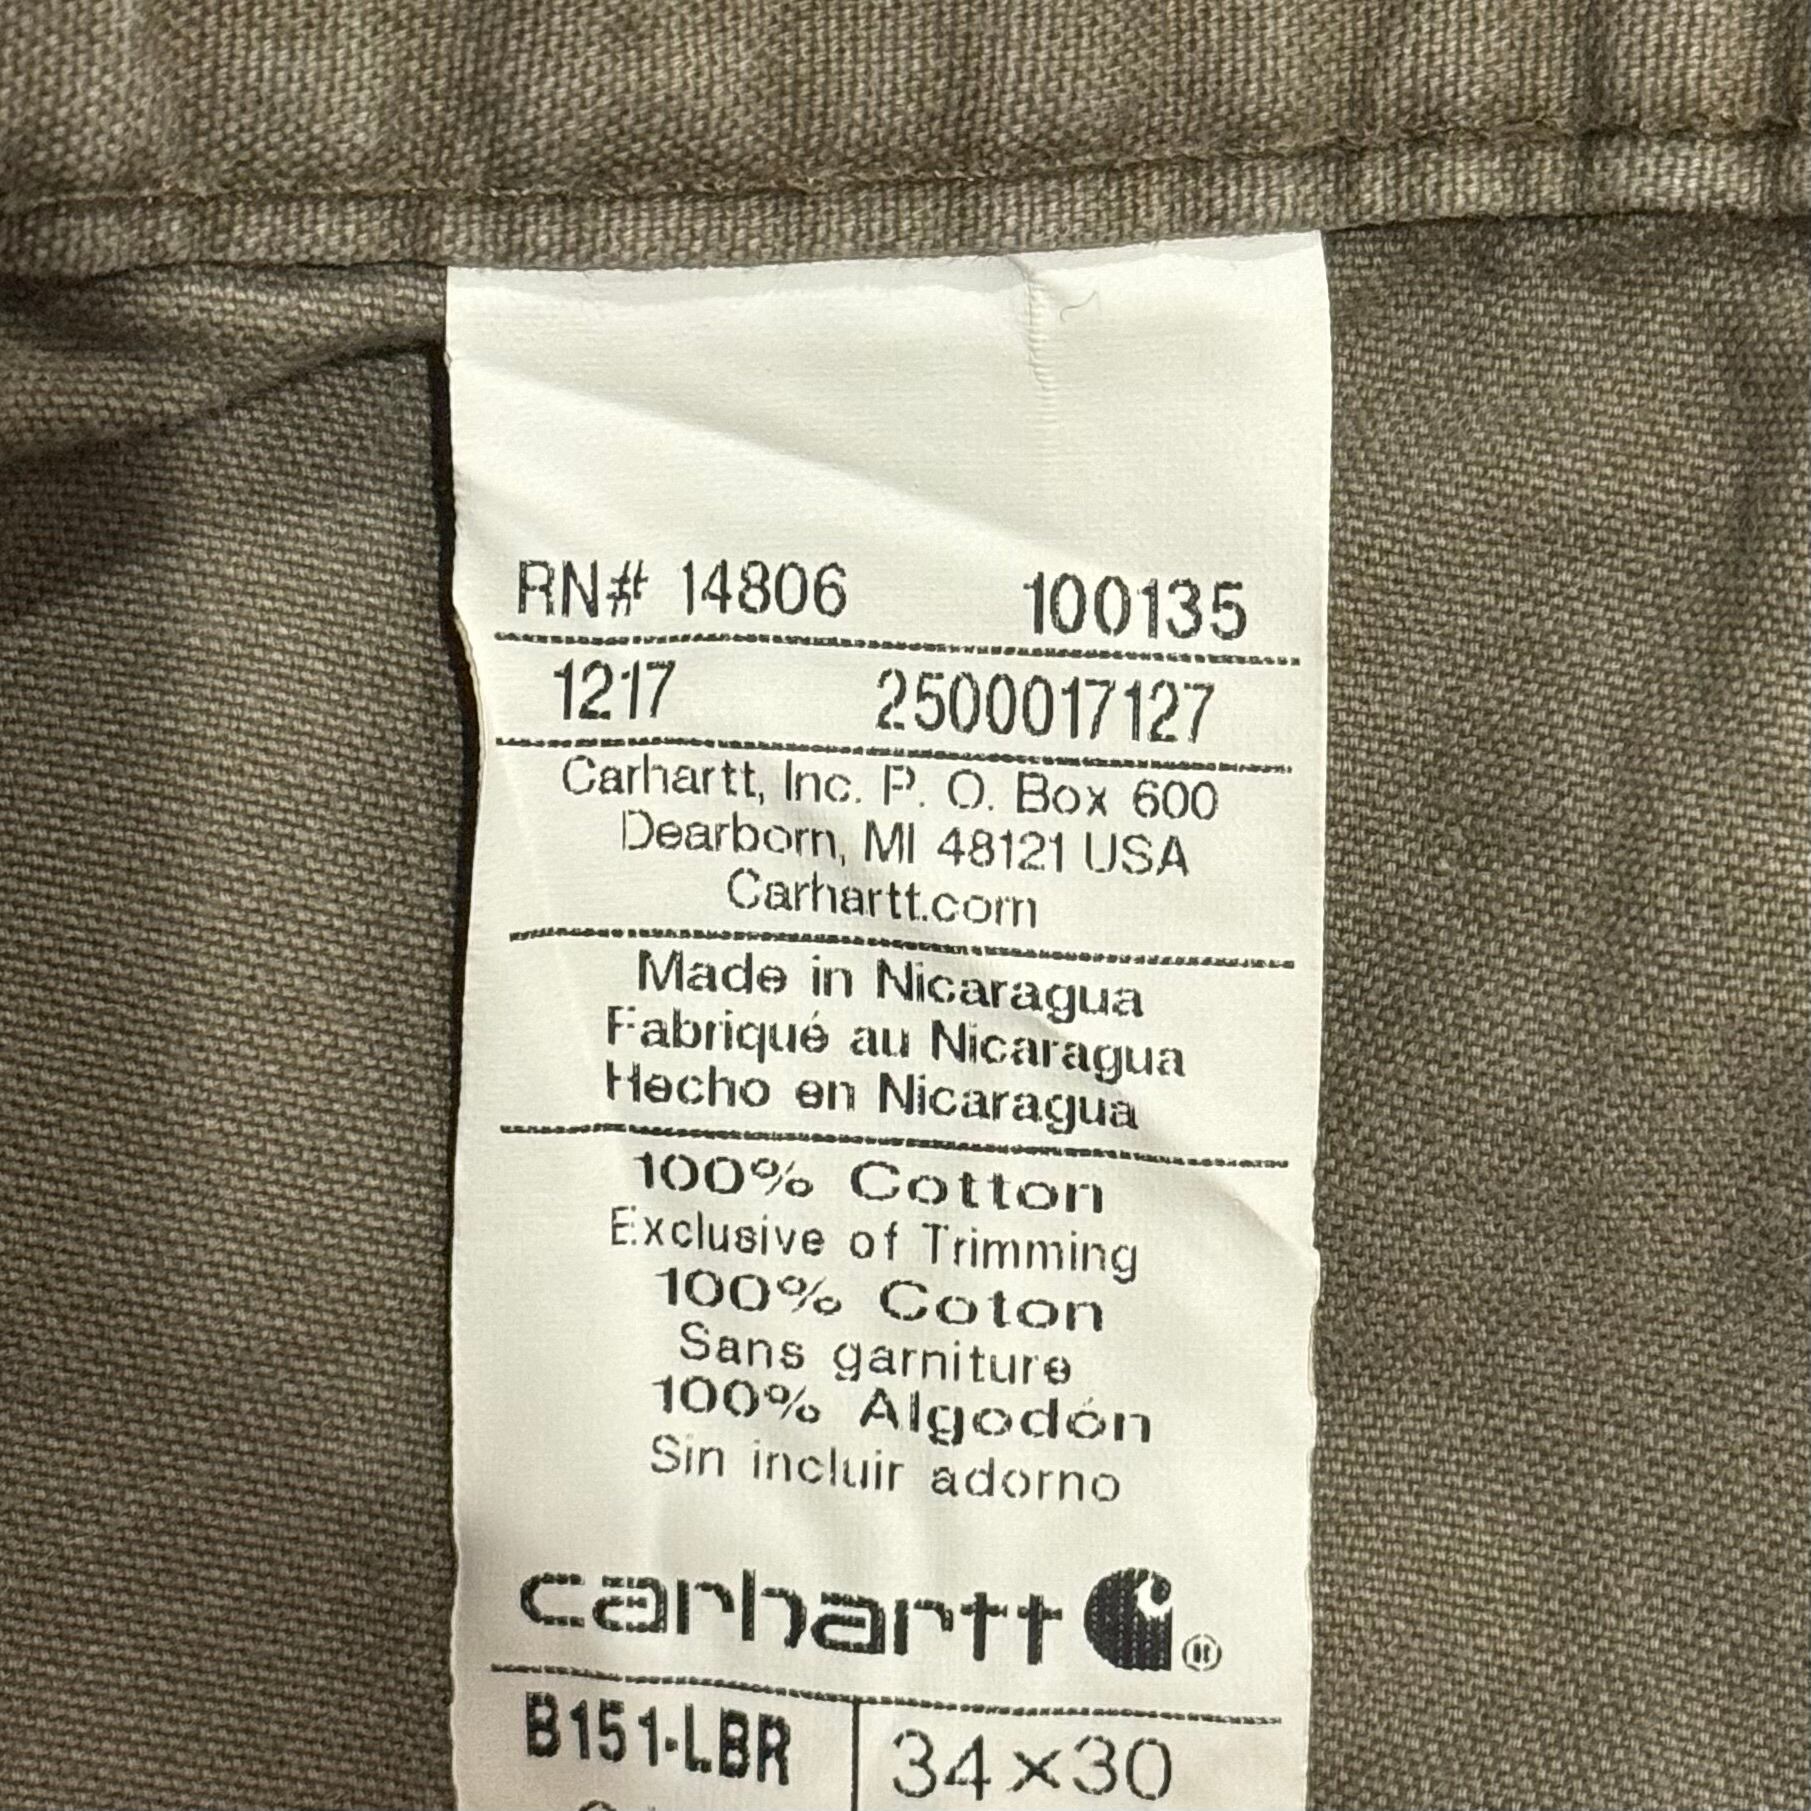 RN# 14806 100135
1217 2500017127
Carhartt, Inc. P. O. Box 600
Dearborn, MI 48121 USA
Carhartt.com
Made in Nicaragua
Fabriqué au Nicaragua
Hecho en Nicaragua
100% Cotton
Exclusive of Trimming
100% Coton
Sans garniture
100% Algodón
Sin incluir adorno
carhartt ®
B151-LBR 34x30